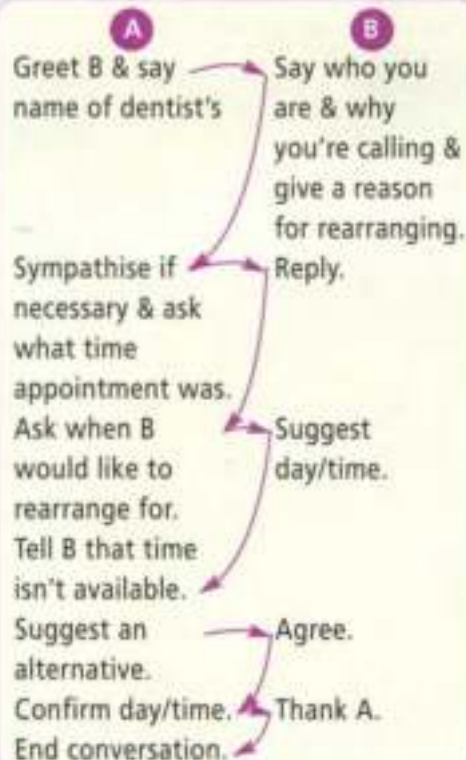 A
B
Greet B & say
name of dentist's
Say who you
are & why
you're calling &
give a reason
for rearranging.
Sympathise if
necessary & ask
what time
appointment was.
Reply.
Ask when B
would like to
rearrange for.
Suggest
day/time.
Tell B that time
isn't available.
Suggest an
alternative.
Agree.
Confirm day/time.
Thank A.
End conversation.